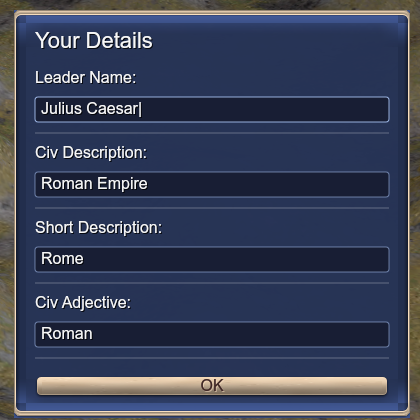 Your Details
Leader Name:
Julius Caesar
Civ Description:
Roman Empire
Short Description:
Rome
Civ Adjective:
Roman
OK